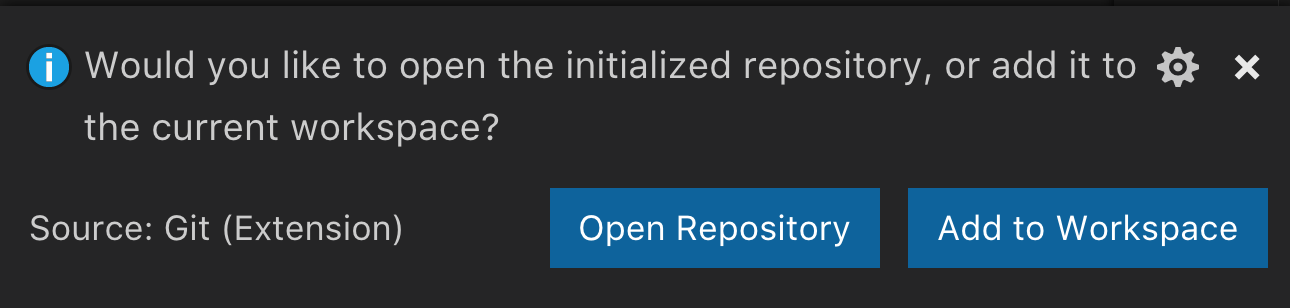 Would you like to open the initialized repository, or add it to
the current workspace?
Source: Git (Extension)
Open Repository
Add to Workspace